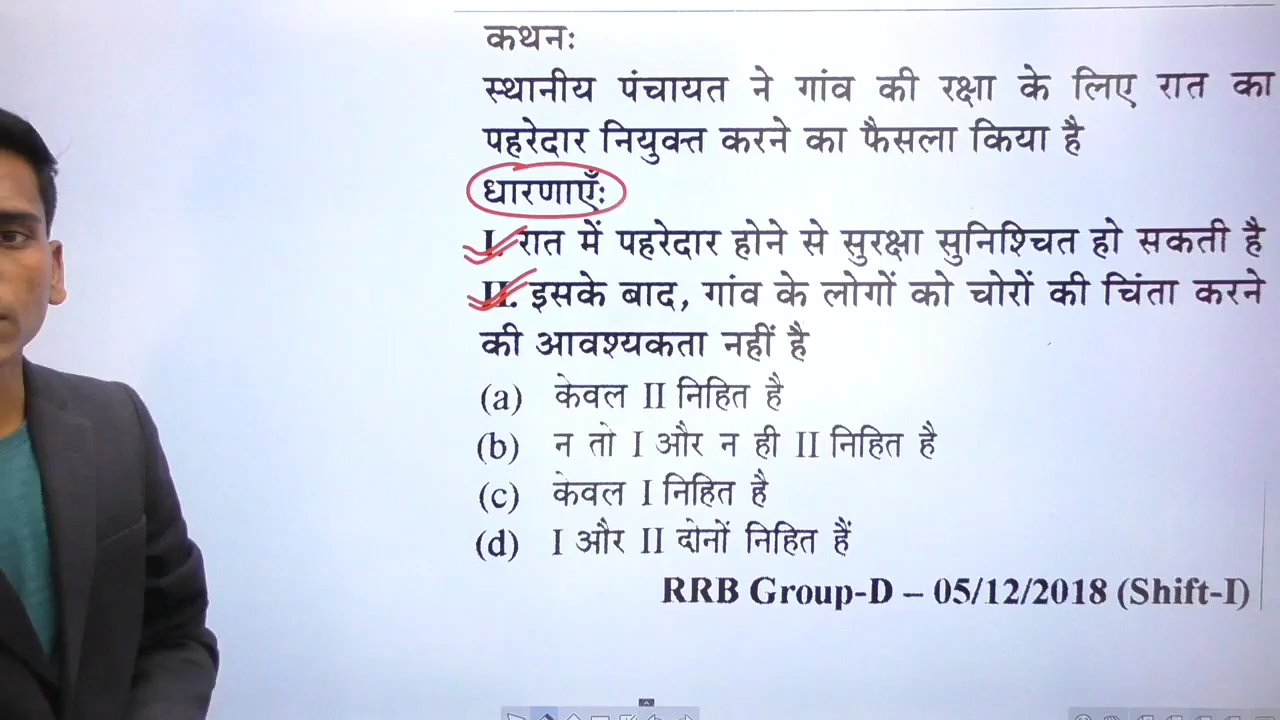 कथनः
स्थानीय पंचायत ने गांव की रक्षा के लिए रात का
पहरेदार नियुक्त करने का फैसला किया है
धारणाएँः
I. रात में पहरेदार होने से सुरक्षा सुनिश्चित हो सकती है
II. इसके बाद, गांव के लोगों को चोरों की चिंता करने
की आवश्यकता नहीं है
(a) केवल II निहित है
(b) न तो I और न ही II निहित है
(c) केवल I निहित है
(d) I और II दोनों निहित हैं
RRB Group-D – 05/12/2018 (Shift-I)